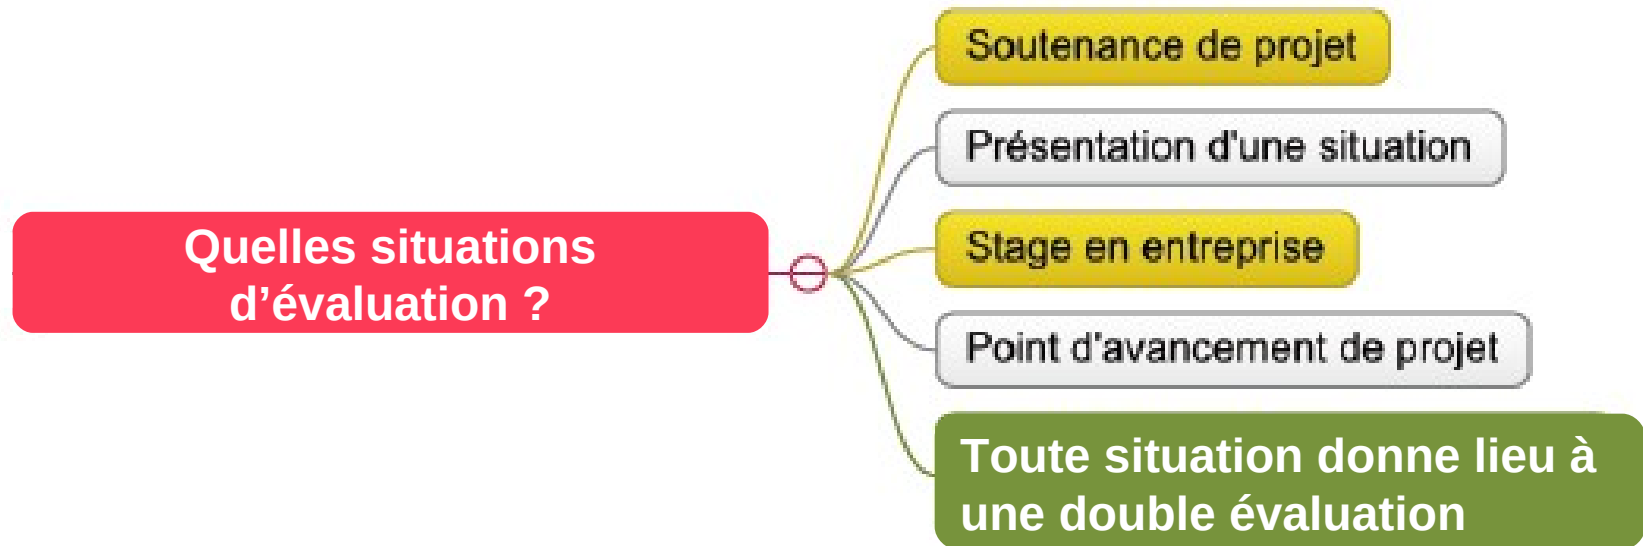 Quelles situations
d’évaluation ?
Soutenance de projet
Présentation d'une situation
Stage en entreprise
Point d'avancement de projet
Toute situation donne lieu à
une double évaluation